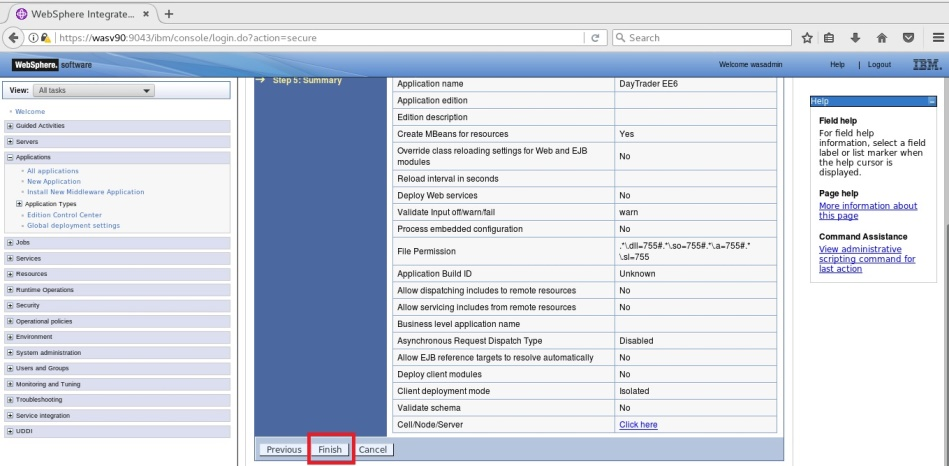 WebSphere Integrate...
https://wasv90:9043/ibm/console/login.do?action=secure
Search
WebSphere. software
Welcome wasadmin
Help | Logout
IBM.
View: All tasks
Welcome
Guided Activities
Servers
Applications
All applications
New Application
Install New Middleware Application
Application Types
Edition Control Center
Global deployment settings
Jobs
Services
Resources
Runtime Operations
Security
Operational policies
Environment
System administration
Users and Groups
Monitoring and Tuning
Troubleshooting
Service integration
UDDI
Step 5: Summary
Application name DayTrader EE6
Application edition
Edition description
Create MBeans for resources Yes
Override class reloading settings for Web and EJB
modules
No
Reload interval in seconds
Deploy Web services No
Validate Input off/warn/fail warn
Process embedded configuration No
File Permission
.*\.dll=755#.*\.so=755#.*\.a=755#.*
\.sl=755
Application Build ID Unknown
Allow dispatching includes to remote resources No
Allow servicing includes from remote resources No
Business level application name
Asynchronous Request Dispatch Type Disabled
Allow EJB reference targets to resolve automatically No
Deploy client modules No
Client deployment mode Isolated
Validate schema No
Cell/Node/Server Click here
Previous Finish Cancel
Help
Field help
For field help
information, select a field
label or list marker when
the help cursor is
displayed.
Page help
More information about
this page
Command Assistance
View administrative
scripting command for
last action